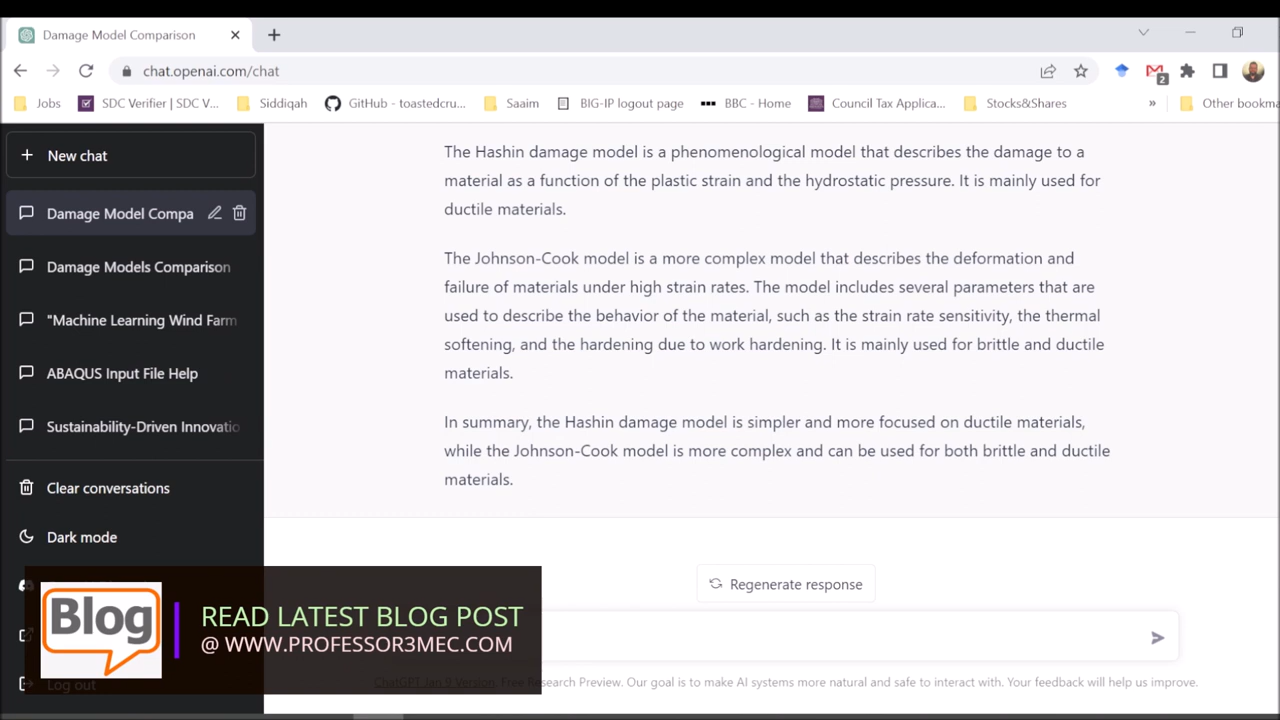 Damage Model Comparison
chat.openai.com/chat
2
Jobs
SDC Verifier | SDC V...
Siddiqah
GitHub - toastedcru...
Saaim
BIG-IP logout page
BBC - Home
Council Tax Applica...
Stocks&Shares
»
Other bookma
New chat
Damage Model Compa
Damage Models Comparison
"Machine Learning Wind Farm
ABAQUS Input File Help
Sustainability-Driven Innovatio
Clear conversations
Dark mode
Log out
The Hashin damage model is a phenomenological model that describes the damage to a
material as a function of the plastic strain and the hydrostatic pressure. It is mainly used for
ductile materials.
The Johnson-Cook model is a more complex model that describes the deformation and
failure of materials under high strain rates. The model includes several parameters that are
used to describe the behavior of the material, such as the strain rate sensitivity, the thermal
softening, and the hardening due to work hardening. It is mainly used for brittle and ductile
materials.
In summary, the Hashin damage model is simpler and more focused on ductile materials,
while the Johnson-Cook model is more complex and can be used for both brittle and ductile
materials.
Regenerate response
ChatGPT Jan 9 Version. Free Research Preview. Our goal is to make AI systems more natural and safe to interact with. Your feedback will help us improve.
Blog
READ LATEST BLOG POST
@ WWW.PROFESSOR3MEC.COM